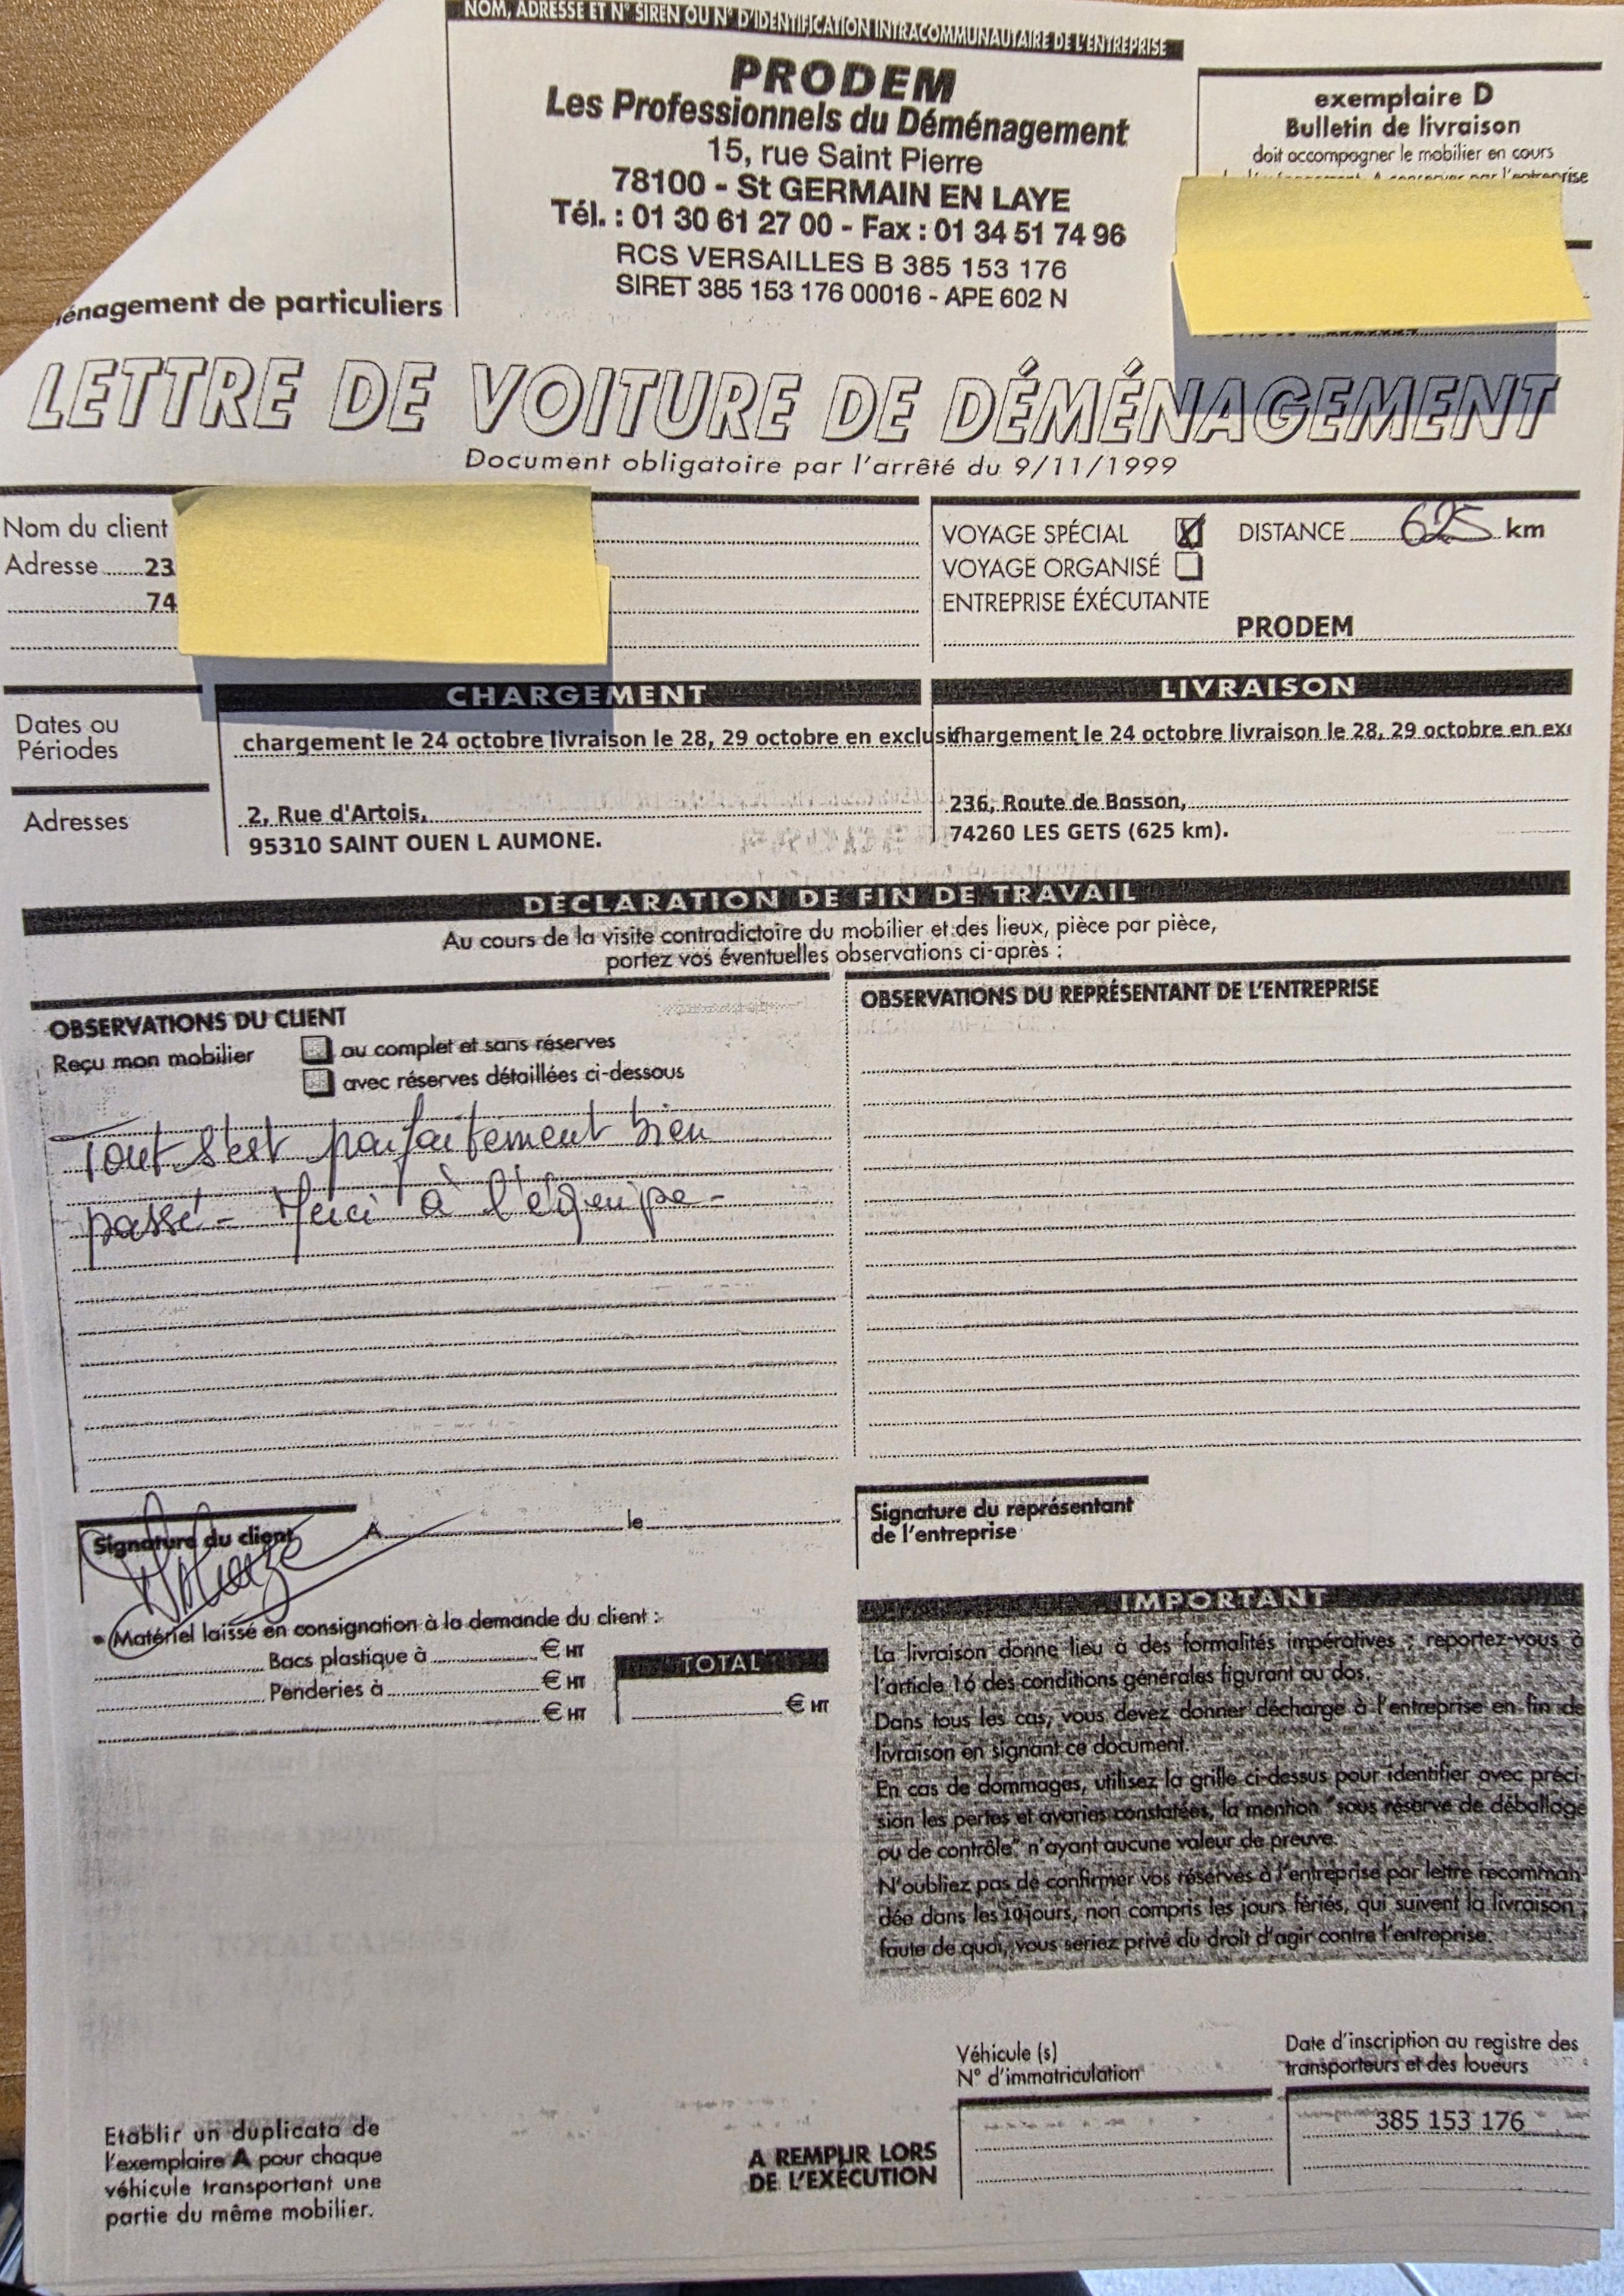 NOM, ADRESSE ET N° SIREN OU N° D'IDENTIFICATION INTRACOMMUNAUTAIRE DE L'ENTREPRISE
PRODEM
Les Professionnels du Déménagement
15, rue Saint Pierre
78100 - St GERMAIN EN LAYE
Tél. : 01 30 61 27 00 - Fax : 01 34 51 74 96
RCS VERSAILLES B 385 153 176
SIRET 385 153 176 00016 - APE 602 N
exemplaire D
Bulletin de livraison
doit accompagner le mobilier en cours
énagement de particuliers
LETTRE DE VOITURE DE DÉMÉNAGEMENT
Document obligatoire par l'arrêté du 9/11/1999
Nom du client
Adresse 23
74
VOYAGE SPÉCIAL DISTANCE 625 km
VOYAGE ORGANISÉ
ENTREPRISE ÉXÉCUTANTE
PRODEM
CHARGEMENT
LIVRAISON
Dates ou
Périodes
chargement le 24 octobre livraison le 28, 29 octobre en exclusif
hargement le 24 octobre livraison le 28, 29 octobre en exc
Adresses
2, Rue d'Artois,
95310 SAINT OUEN L AUMONE.
236, Route de Bosson,
74260 LES GETS (625 km).
DÉCLARATION DE FIN DE TRAVAIL
Au cours de la visite contradictoire du mobilier et des lieux, pièce par pièce,
portez vos éventuelles observations ci-après :
OBSERVATIONS DU CLIENT
Reçu mon mobilier
au complet et sans réserves
avec réserves détaillées ci-dessous
Tout s'est parfaitement bien
passé - Merci à l'équipe -
OBSERVATIONS DU REPRÉSENTANT DE L'ENTREPRISE
Signature du client
A le
Signature du représentant
de l'entreprise
• Matériel laissé en consignation à la demande du client :
Bacs plastique à € HT
Penderies à € HT
€ HT
TOTAL
€ HT
IMPORTANT
La livraison donne lieu à des formalités impératives ; reportez-vous à
l'article 16 des conditions générales figurant au dos.
Dans tous les cas, vous devez donner décharge à l'entreprise en fin de
livraison en signant ce document.
En cas de dommages, utilisez la grille ci-dessus pour identifier avec préci-
sion les pertes et avaries constatées, la mention "sous réserve de déballage
ou de contrôle" n'ayant aucune valeur de preuve.
N'oubliez pas de confirmer vos réserves à l'entreprise par lettre recomman-
dée dans les 10 jours, non compris les jours fériés, qui suivent la livraison ;
faute de quoi, vous seriez privé du droit d'agir contre l'entreprise.
Véhicule (s)
N° d'immatriculation
Date d'inscription au registre des
transporteurs et des loueurs
385 153 176
Etablir un duplicata de
l'exemplaire A pour chaque
véhicule transportant une
partie du même mobilier.
A REMPLIR LORS
DE L'EXÉCUTION